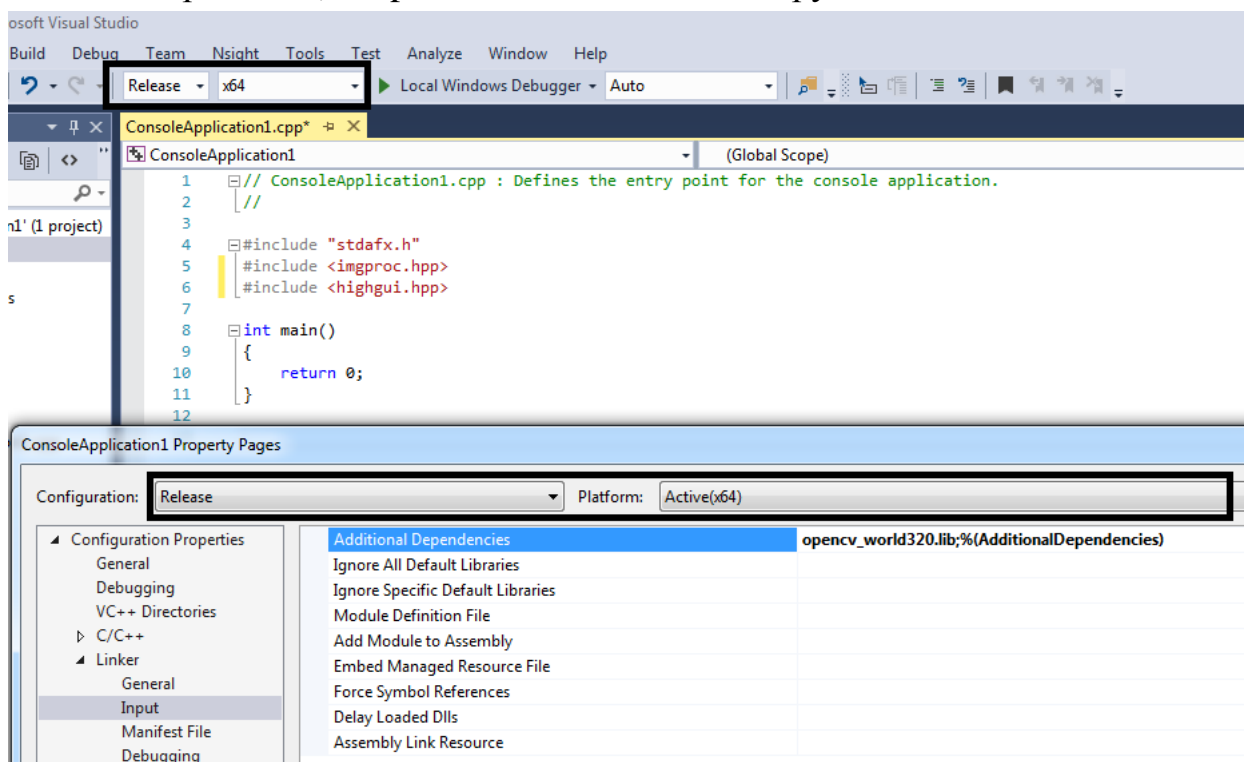 osoft Visual Studio
Build Debug Team Nsight Tools Test Analyze Window Help
Release x64 Local Windows Debugger Auto
ConsoleApplication1.cpp*
ConsoleApplication1 (Global Scope)
1 // ConsoleApplication1.cpp : Defines the entry point for the console application.
2 //
n1' (1 project)
3
4 #include "stdafx.h"
5 #include <imgproc.hpp>
6 #include <highgui.hpp>
s
7
8 int main()
9 {
10 return 0;
11 }
12
ConsoleApplication1 Property Pages
Configuration: Release Platform: Active(x64)
Configuration Properties
General
Debugging
VC++ Directories
C/C++
Linker
General
Input
Manifest File
Debugging
Additional Dependencies opencv_world320.lib;%(AdditionalDependencies)
Ignore All Default Libraries
Ignore Specific Default Libraries
Module Definition File
Add Module to Assembly
Embed Managed Resource File
Force Symbol References
Delay Loaded Dlls
Assembly Link Resource